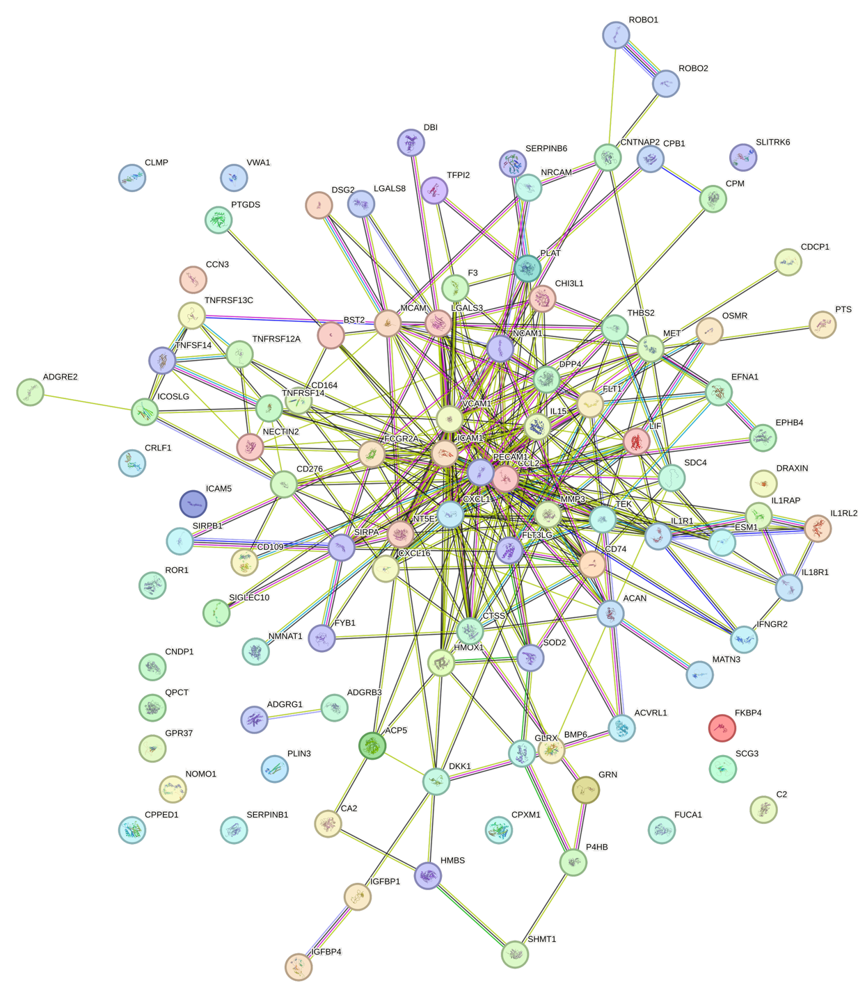 ROBO1
ROBO2
DBI
SERPINB6
CNTNAP2
CPB1
SLITRK6
CLMP
VWA1
NRCAM
TFPI2
DSG2
LGALS8
CPM
PTGDS
CDCP1
PLAT
CCN3
F3
CHI3L1
TNFRSF13C
MCAM
LGALS3
THBS2
OSMR
PTS
BST2
NCAM1
MET
TNFSF14
TNFRSF12A
DPP4
ADGRE2
EFNA1
CD164
FLT1
ICOSLG
TNFRSF14
VCAM1
IL15
LIF
EPHB4
NECTIN2
FCGR2A
ICAM1
CRLF1
PECAM1
CCL2
SDC4
CD276
DRAXIN
ICAM5
CXCL1
MMP3
TEK
IL1RAP
IL1RL2
SIRPB1
SIRPA
NT5E
IL1R1
ESM1
FLT3LG
CD109
CXCL16
CD74
ROR1
IL18R1
SIGLEC10
ACAN
FYB1
CTSS
IFNGR2
NMNAT1
HMOX1
SOD2
CNDP1
MATN3
QPCT
ADGRG1
ADGRB3
ACVRL1
FKBP4
GPR37
ACP5
GLRX
BMP6
PLIN3
SCG3
NOMO1
DKK1
GRN
C2
CPPED1
SERPINB1
CA2
CPXM1
FUCA1
P4HB
HMBS
IGFBP1
SHMT1
IGFBP4